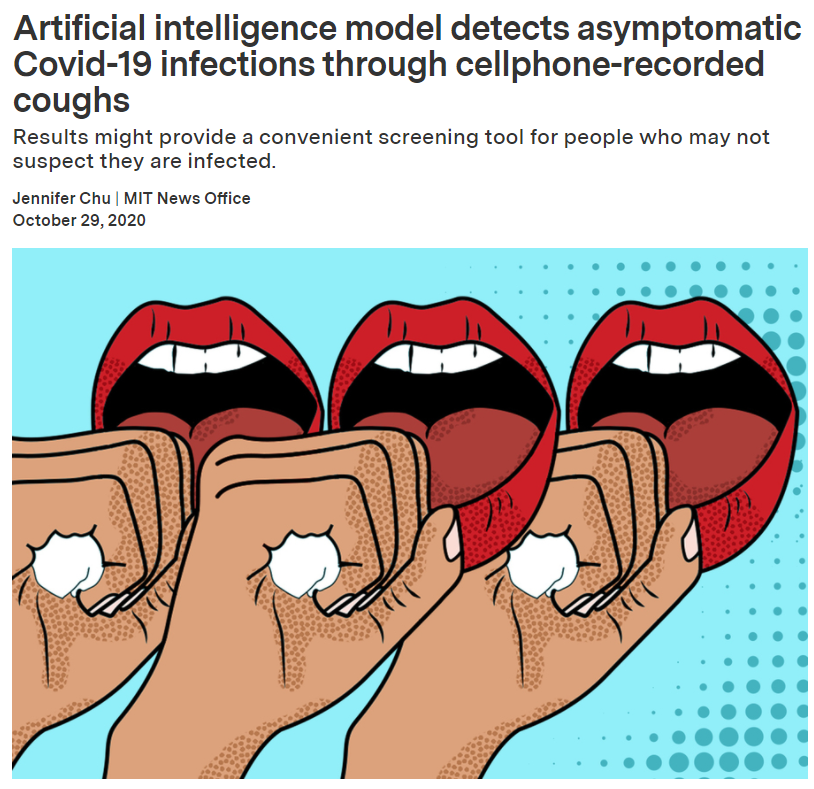 Artificial intelligence model detects asymptomatic
Covid-19 infections through cellphone-recorded
coughs
Results might provide a convenient screening tool for people who may not
suspect they are infected.
Jennifer Chu | MIT News Office
October 29, 2020